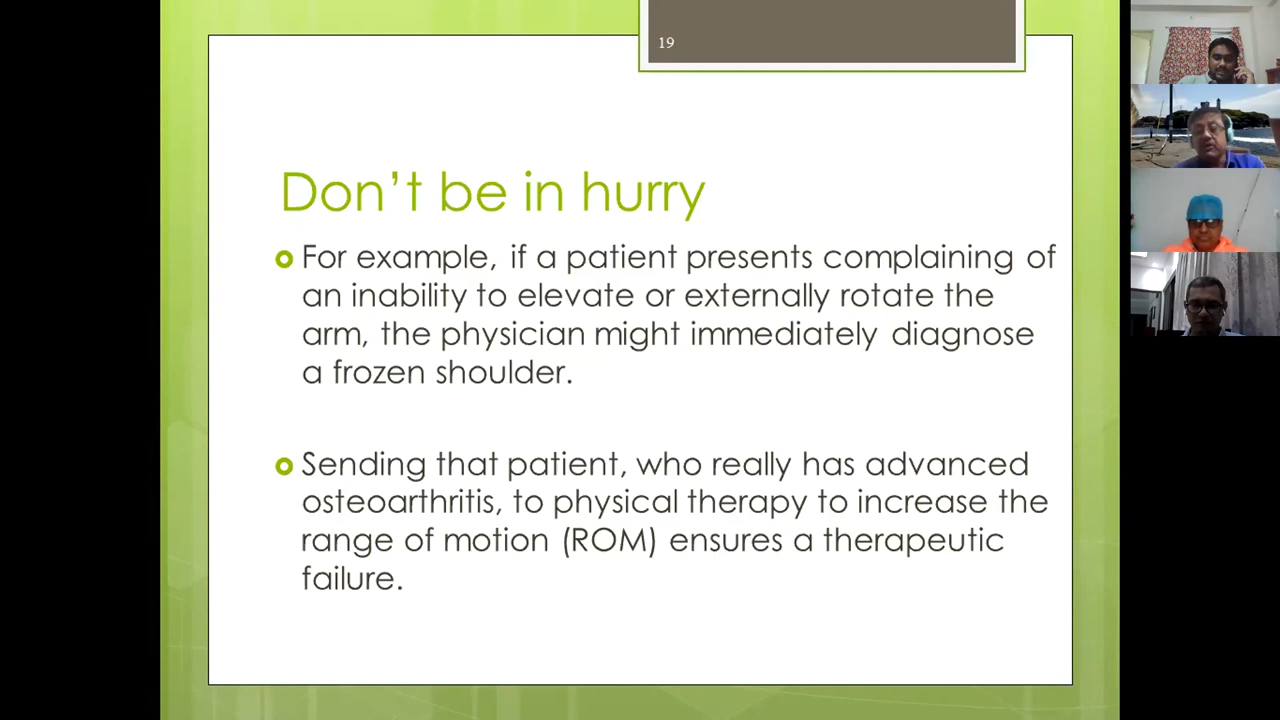 19
Don’t be in hurry
For example, if a patient presents complaining of
an inability to elevate or externally rotate the
arm, the physician might immediately diagnose
a frozen shoulder.
Sending that patient, who really has advanced
osteoarthritis, to physical therapy to increase the
range of motion (ROM) ensures a therapeutic
failure.